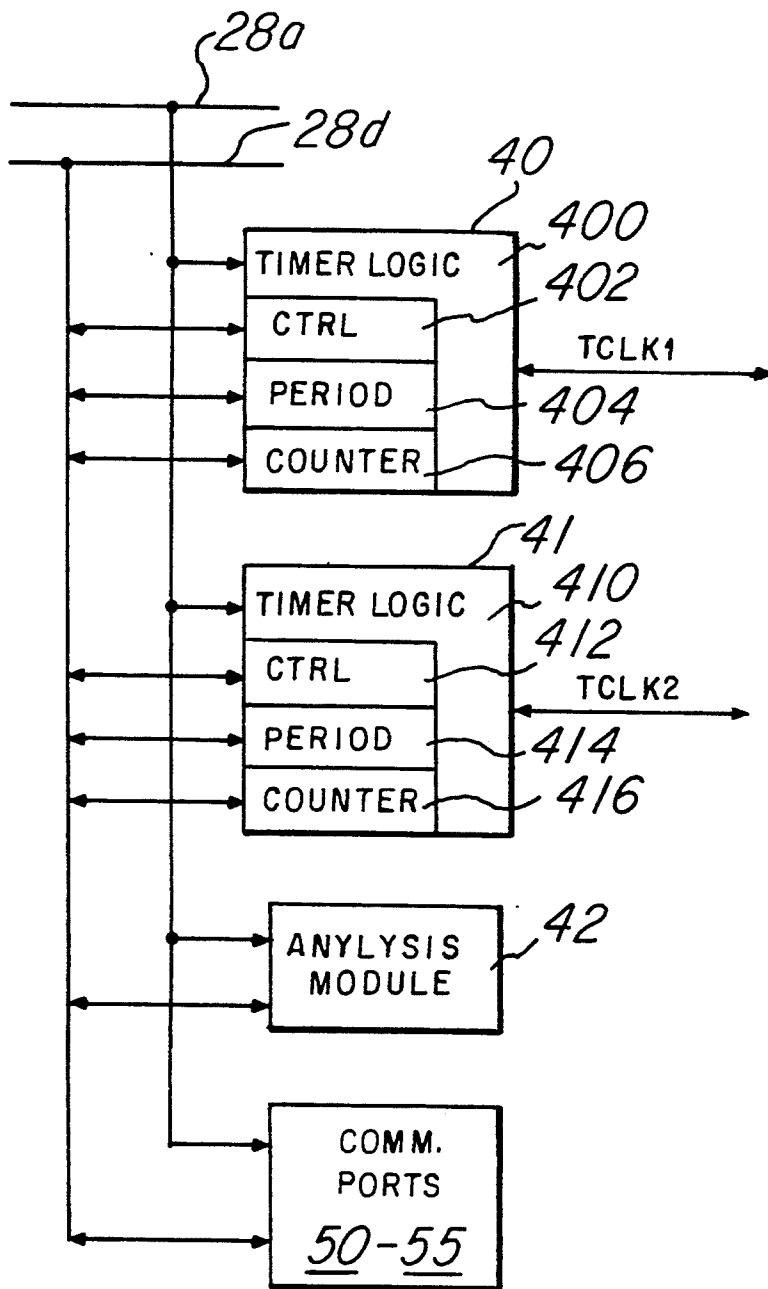 28a
28d
40
400
TIMER LOGIC
402
CTRL
TCLK1
PERIOD
404
COUNTER
406
41
410
TIMER LOGIC
412
CTRL
TCLK2
PERIOD
414
COUNTER
416
42
ANYLYSIS
MODULE
COMM.
PORTS
50-55